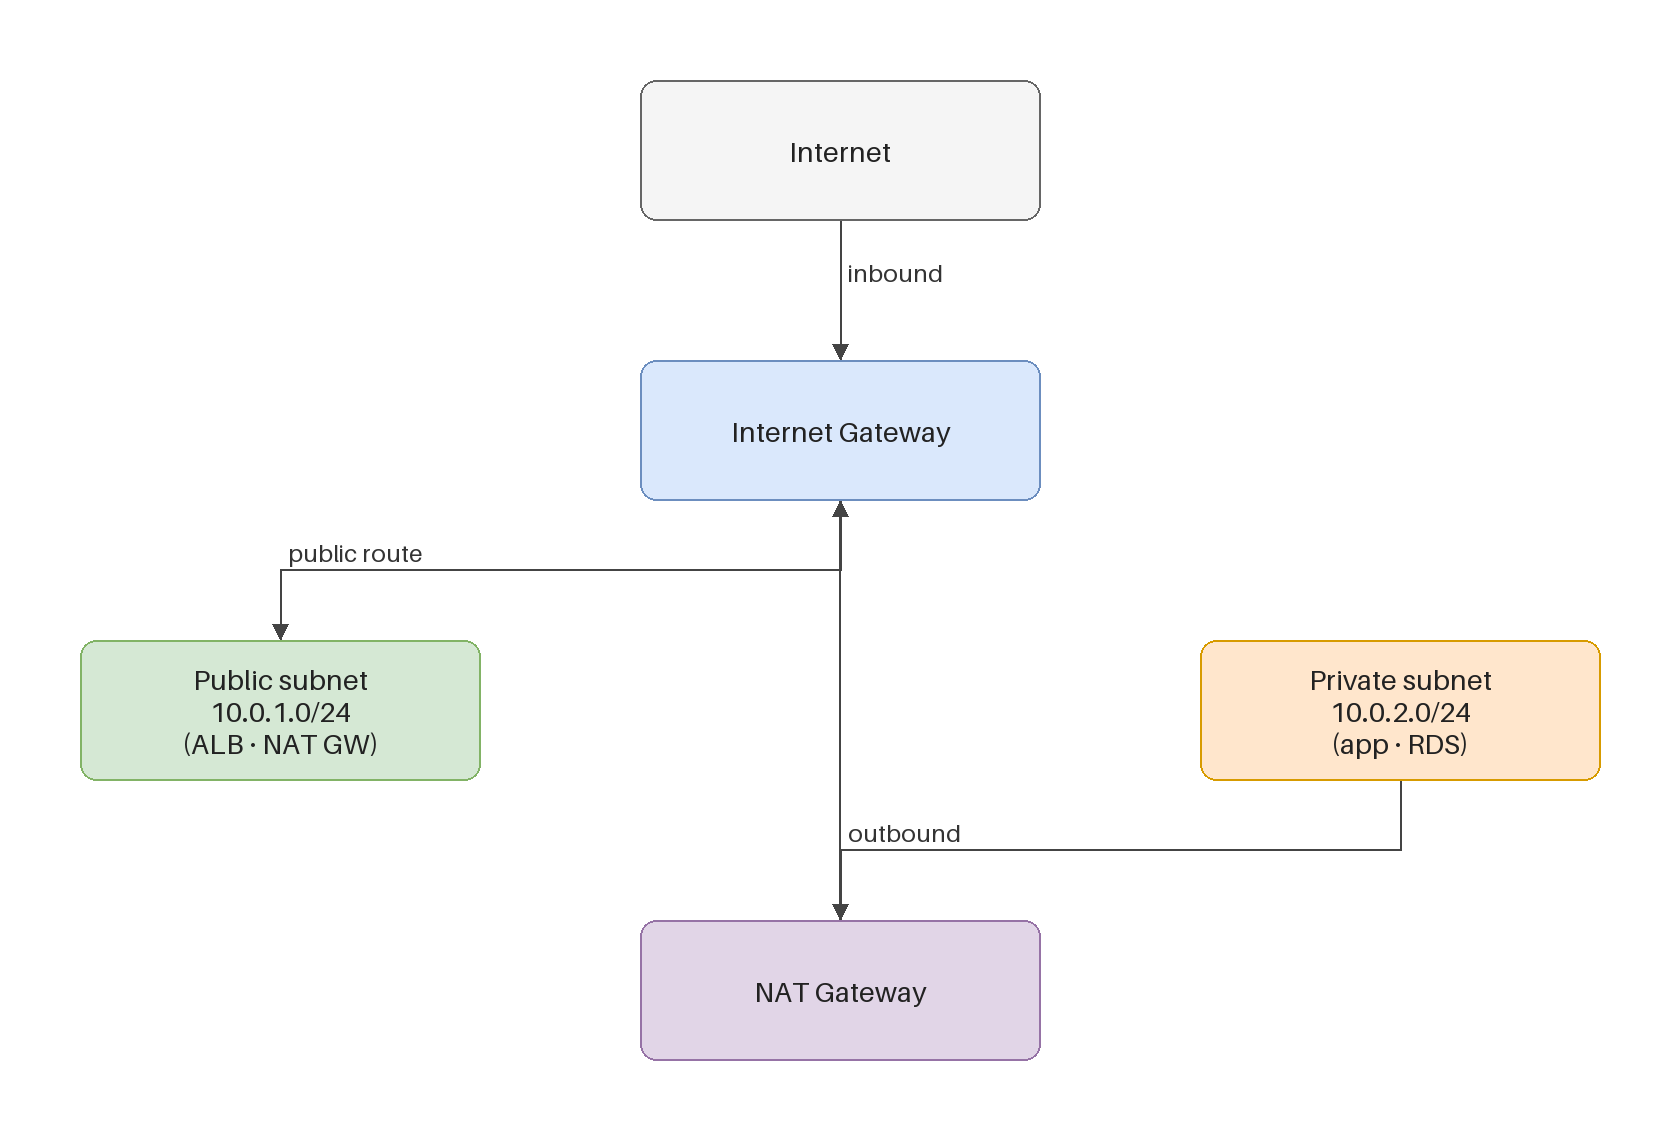 Internet
inbound
Internet Gateway
public route
Public subnet
10.0.1.0/24
(ALB · NAT GW)
Private subnet
10.0.2.0/24
(app · RDS)
outbound
NAT Gateway